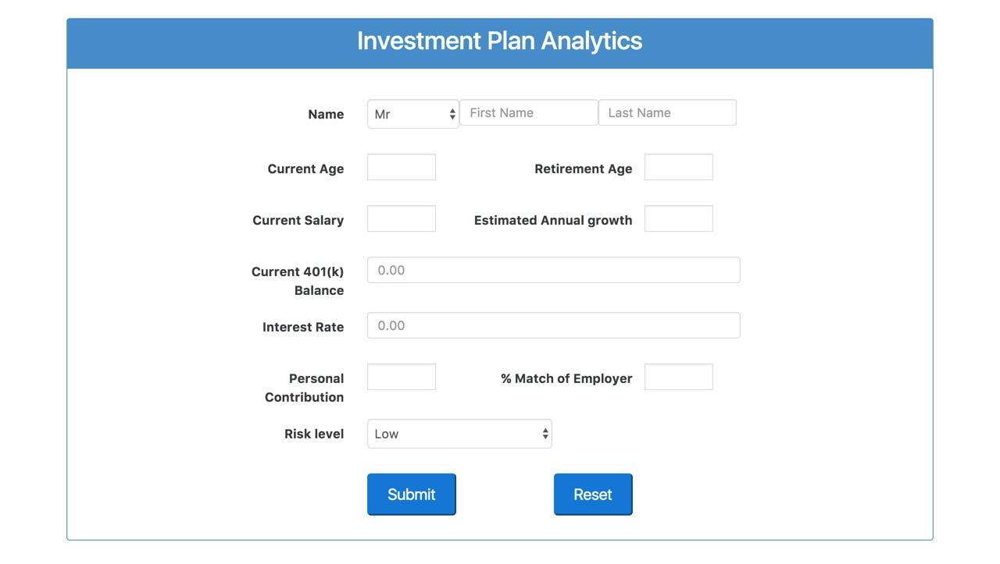 Investment Plan Analytics
Name Mr First Name Last Name
Current Age Retirement Age
Current Salary Estimated Annual growth
Current 401(k)
Balance
0.00
Interest Rate 0.00
Personal
Contribution
% Match of Employer
Risk level Low
Submit Reset